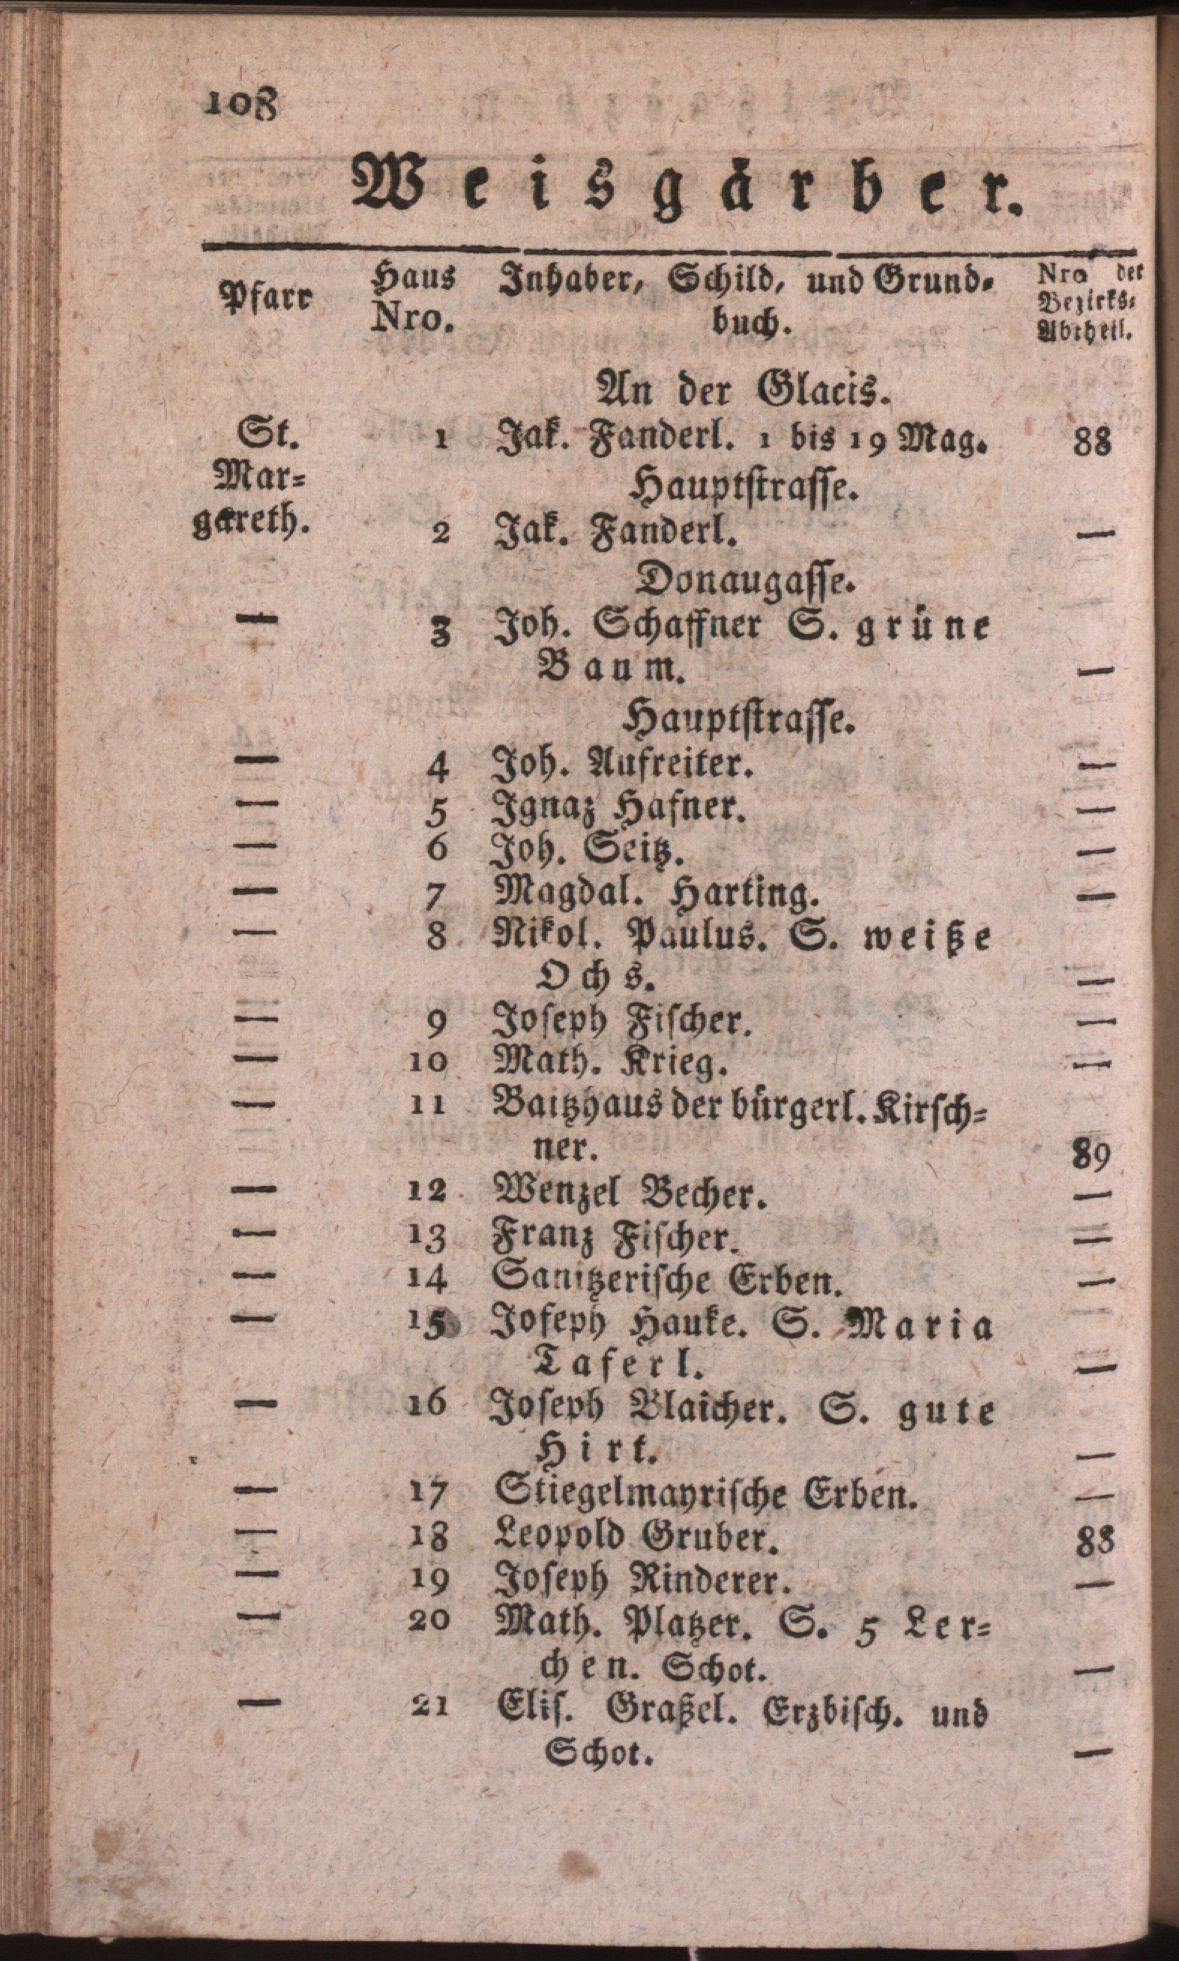 108
Weisgärber.
Pfarr Haus Nro. Inhaber, Schild, und Grund- buch. Nro der Bezirks- Abtheil.
An der Glacis.
St. 1 Jak. Fanderl. 1 bis 19 Mag. 88
Mar- Hauptstrasse.
gareth. 2 Jak. Fanderl. —
Donaugasse.
— 3 Joh. Schaffner S. grüne
Baum. —
Hauptstrasse.
— 4 Joh. Aufreiter. —
— 5 Ignaz Hafner. —
— 6 Joh. Seitz. —
— 7 Magdal. Harting. —
— 8 Nikol. Paulus. S. weiße
Ochs. —
— 9 Joseph Fischer. —
— 10 Math. Krieg. —
— 11 Baitzhaus der bürgerl. Kirsch-
ner. 89
— 12 Wenzel Becher. —
— 13 Franz Fischer. —
— 14 Sanitzerische Erben. —
— 15 Joseph Hauke. S. Maria
Taferl. —
— 16 Joseph Blaicher. S. gute
Hirt. —
— 17 Stiegelmayrische Erben. —
— 18 Leopold Gruber. 88
— 19 Joseph Rinderer. —
— 20 Math. Platzer. S. 5 Ler-
chen. Schot. —
— 21 Elis. Graßel. Erzbisch. und
Schot. —